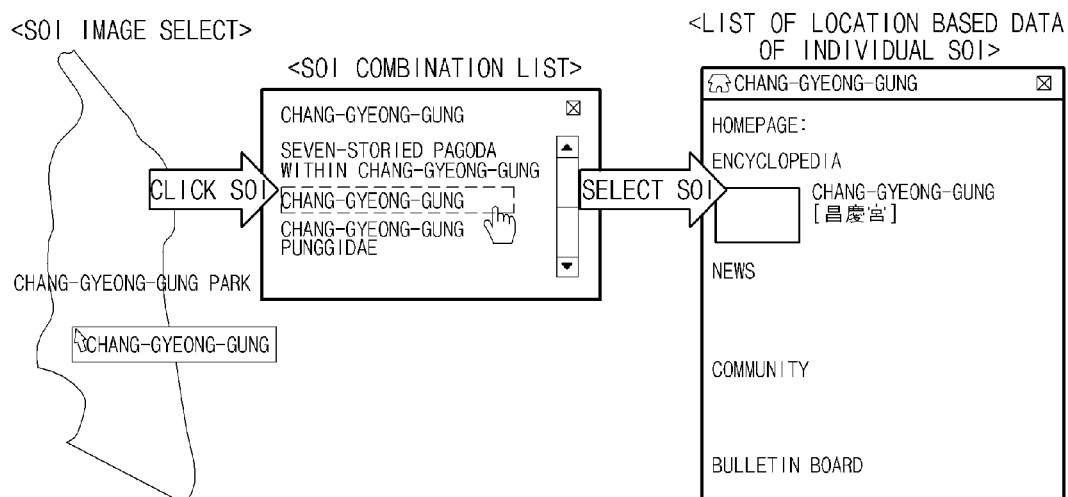 <SOI IMAGE SELECT>
CHANG-GYEONG-GUNG PARK
CHANG-GYEONG-GUNG
CLICK SOI
<SOI COMBINATION LIST>
CHANG-GYEONG-GUNG
SEVEN-STORIED PAGODA
WITHIN CHANG-GYEONG-GUNG
CHANG-GYEONG-GUNG
CHANG-GYEONG-GUNG
PUNGGIDAE
SELECT SOI
<LIST OF LOCATION BASED DATA
OF INDIVIDUAL SOI>
CHANG-GYEONG-GUNG
HOMEPAGE:
ENCYCLOPEDIA
CHANG-GYEONG-GUNG
[昌慶宮]
NEWS
COMMUNITY
BULLETIN BOARD